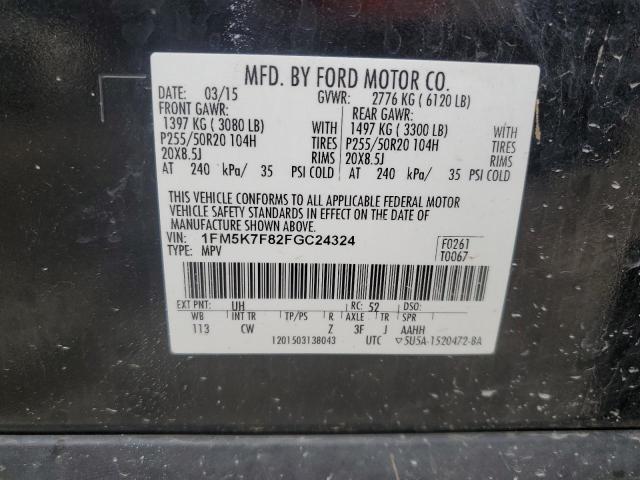 MFD. BY FORD MOTOR CO.
DATE: 03/15 GVWR: 2776 KG ( 6120 LB)
FRONT GAWR: REAR GAWR:
1397 KG ( 3080 LB) WITH 1497 KG ( 3300 LB) WITH
P255/50R20 104H TIRES P255/50R20 104H TIRES
20X8.5J RIMS 20X8.5J RIMS
AT 240 kPa/ 35 PSI COLD AT 240 kPa/ 35 PSI COLD
THIS VEHICLE CONFORMS TO ALL APPLICABLE FEDERAL MOTOR
VEHICLE SAFETY STANDARDS IN EFFECT ON THE DATE OF
MANUFACTURE SHOWN ABOVE.
VIN: 1FM5K7F82FGC24324 F0261
TYPE: MPV T0067
EXT PNT: UH RC: 52 DSO:
WB INT TR TP/PS R AXLE TR SPR
113 CW Z 3F J AAHH
1201503138043 UTC ▽5U5A-1520472-BA